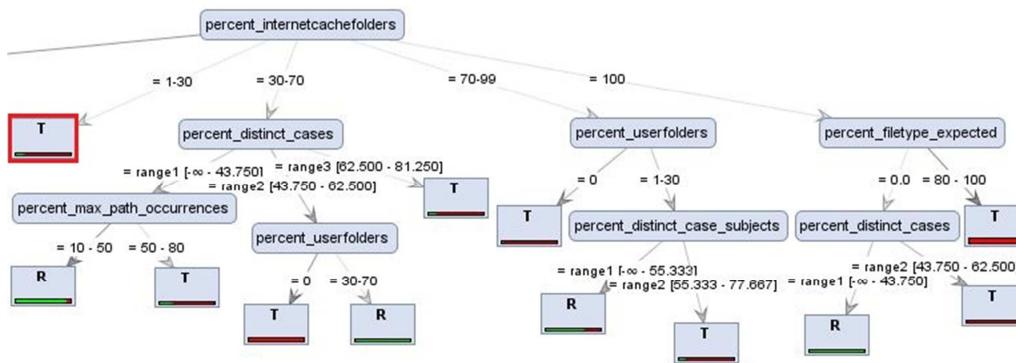 percent_internetcachefolders
= 1-30
= 30-70
= 70-99
= 100
T
percent_distinct_cases
percent_userfolders
percent_filetype_expected
= range1 [-∞ - 43.750]
= range3 [62.500 - 81.250]
= range2 [43.750 - 62.500]
= 0
= 1-30
= 0.0
= 80 - 100
percent_max_path_occurrences
T
percent_userfolders
T
percent_distinct_case_subjects
percent_distinct_cases
T
= 10 - 50
= 50 - 80
= 0
= 30-70
= range1 [-∞ - 55.333]
= range2 [55.333 - 77.667]
= range2 [43.750 - 62.500]
= range1 [-∞ - 43.750]
R
T
T
R
R
T
R
T